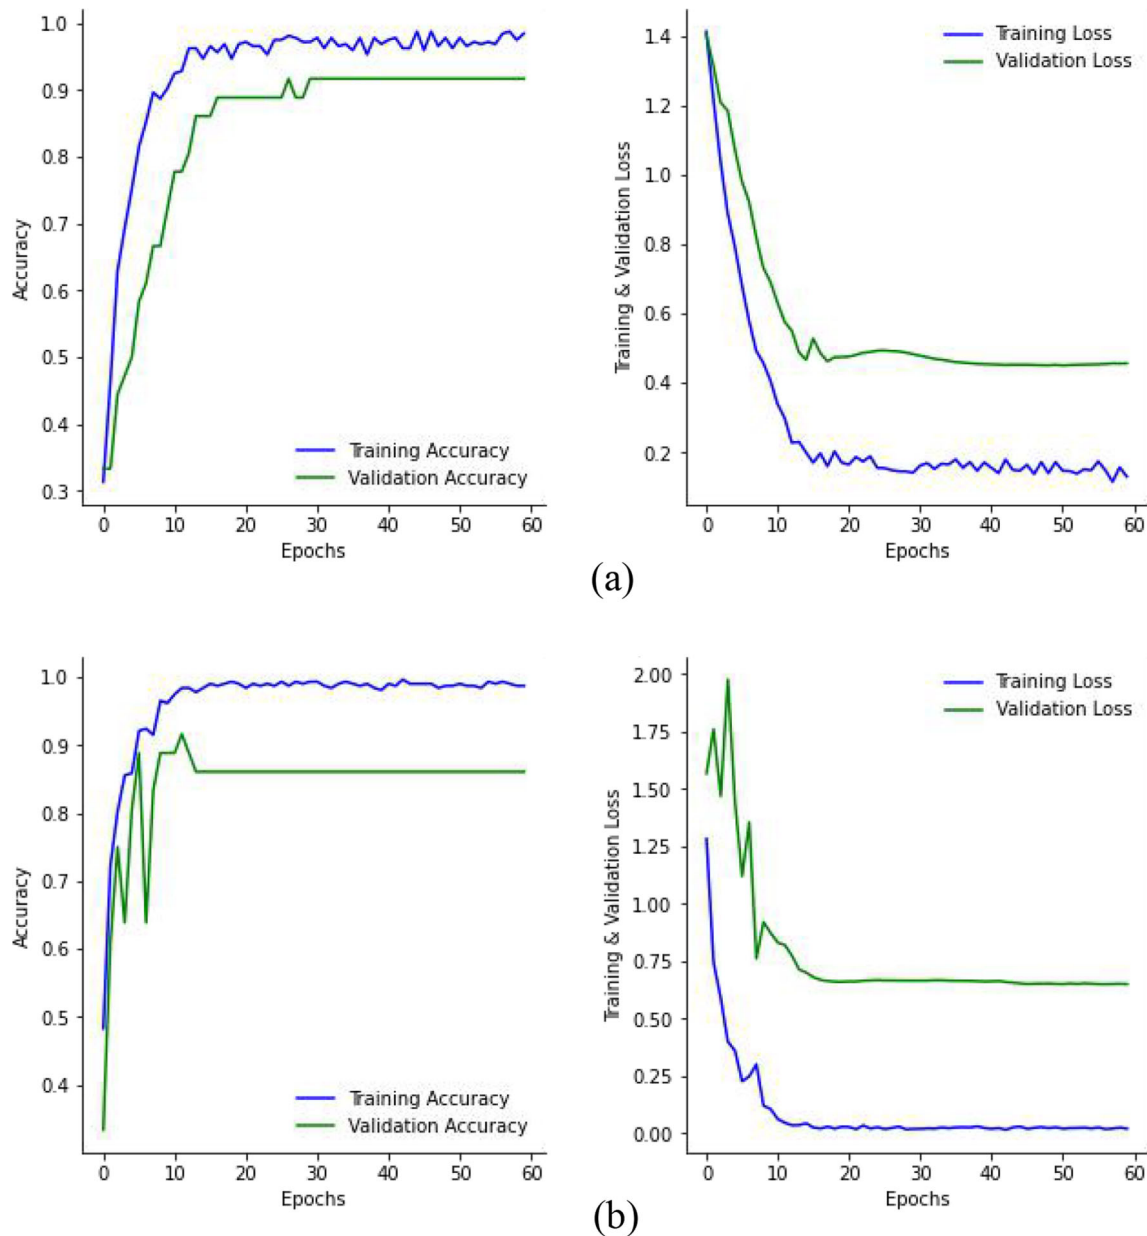 1.0
0.9
0.8
0.7
0.6
0.5
0.4
0.3
Accuracy
Training Accuracy
Validation Accuracy
0 10 20 30 40 50 60
Epochs
1.4
1.2
1.0
0.8
0.6
0.4
0.2
Training & Validation Loss
Training Loss
Validation Loss
0 10 20 30 40 50 60
Epochs
(a)
1.0
0.9
0.8
0.7
0.6
0.5
0.4
Accuracy
Training Accuracy
Validation Accuracy
0 10 20 30 40 50 60
Epochs
2.00
1.75
1.50
1.25
1.00
0.75
0.50
0.25
0.00
Training & Validation Loss
Training Loss
Validation Loss
0 10 20 30 40 50 60
Epochs
(b)